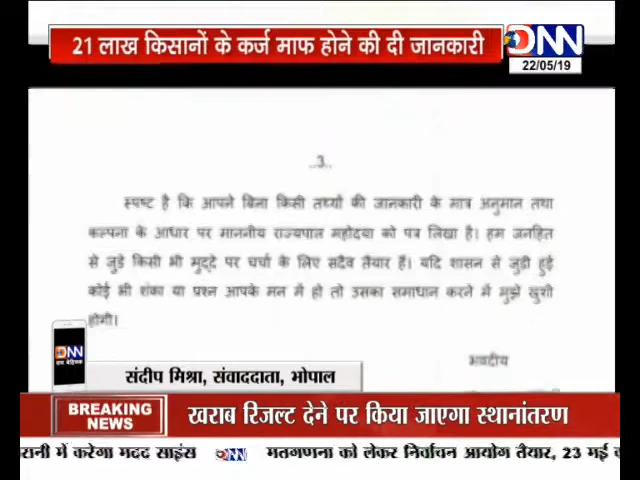 21 लाख किसानों के कर्ज माफ होने की दी जानकारी
DNN
22/05/19
..3..
स्पष्ट है कि आपने बिना किसी तथ्यों की जानकारी के मात्र अनुमान तथा
कल्पना के आधार पर माननीय राज्यपाल महोदया को पत्र लिखा है। हम जनहित
से जुड़े किसी भी मुद्दे पर चर्चा के लिए सदैव तैयार हैं। यदि शासन से जुड़ी हुई
कोई भी शंका या प्रश्न आपके मन में हो तो उसका समाधान करने में मुझे खुशी
होगी।
भवदीय
DNN
संदीप मिश्रा, संवाददाता, भोपाल
BREAKING NEWS
खराब रिजल्ट देने पर किया जाएगा स्थानांतरण
रानी में करेगा मदद साइंस DNN मतगणना को लेकर निर्वाचन आयोग तैयार, 23 मई क